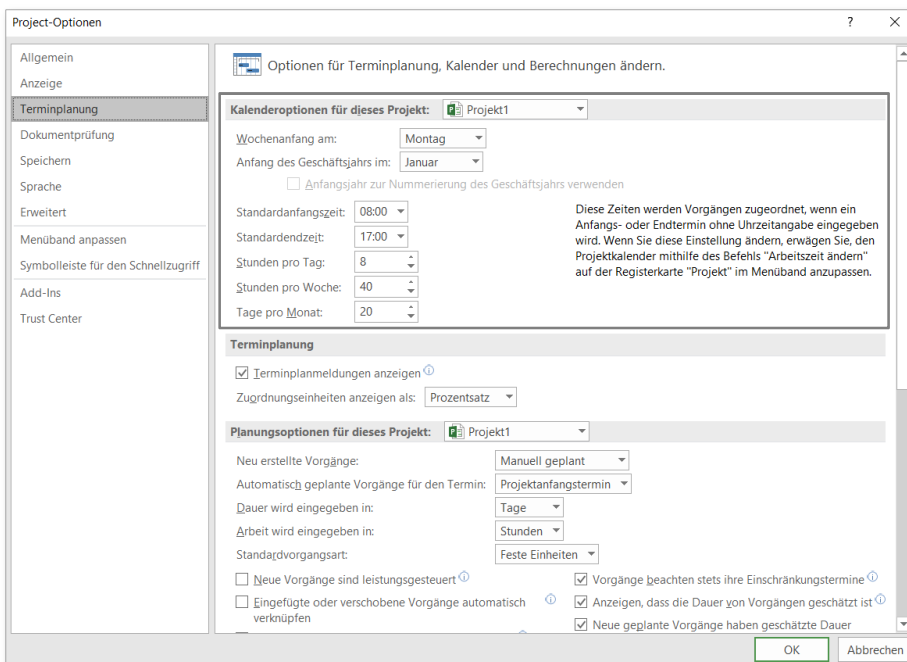 Project-Optionen ?
Allgemein
Anzeige
Terminplanung
Dokumentprüfung
Speichern
Sprache
Erweitert
Menüband anpassen
Symbolleiste für den Schnellzugriff
Add-Ins
Trust Center
Optionen für Terminplanung, Kalender und Berechnungen ändern.
Kalenderoptionen für dieses Projekt: Projekt1
Wochenanfang am: Montag
Anfang des Geschäftsjahrs im: Januar
Anfangsjahr zur Nummerierung des Geschäftsjahrs verwenden
Standardanfangszeit: 08:00
Standardendzeit: 17:00
Stunden pro Tag: 8
Stunden pro Woche: 40
Tage pro Monat: 20
Diese Zeiten werden Vorgängen zugeordnet, wenn ein
Anfangs- oder Endtermin ohne Uhrzeitangabe eingegeben
wird. Wenn Sie diese Einstellung ändern, erwägen Sie, den
Projektkalender mithilfe des Befehls "Arbeitszeit ändern"
auf der Registerkarte "Projekt" im Menüband anzupassen.
Terminplanung
Terminplanmeldungen anzeigen
Zuordnungseinheiten anzeigen als: Prozentsatz
Planungsoptionen für dieses Projekt: Projekt1
Neu erstellte Vorgänge: Manuell geplant
Automatisch geplante Vorgänge für den Termin: Projektanfangstermin
Dauer wird eingegeben in: Tage
Arbeit wird eingegeben in: Stunden
Standardvorgangsart: Feste Einheiten
Neue Vorgänge sind leistungsgesteuert
Eingefügte oder verschobene Vorgänge automatisch
verknüpfen
Vorgänge beachten stets ihre Einschränkungstermine
Anzeigen, dass die Dauer von Vorgängen geschätzt ist
Neue geplante Vorgänge haben geschätzte Dauer
OK Abbrechen